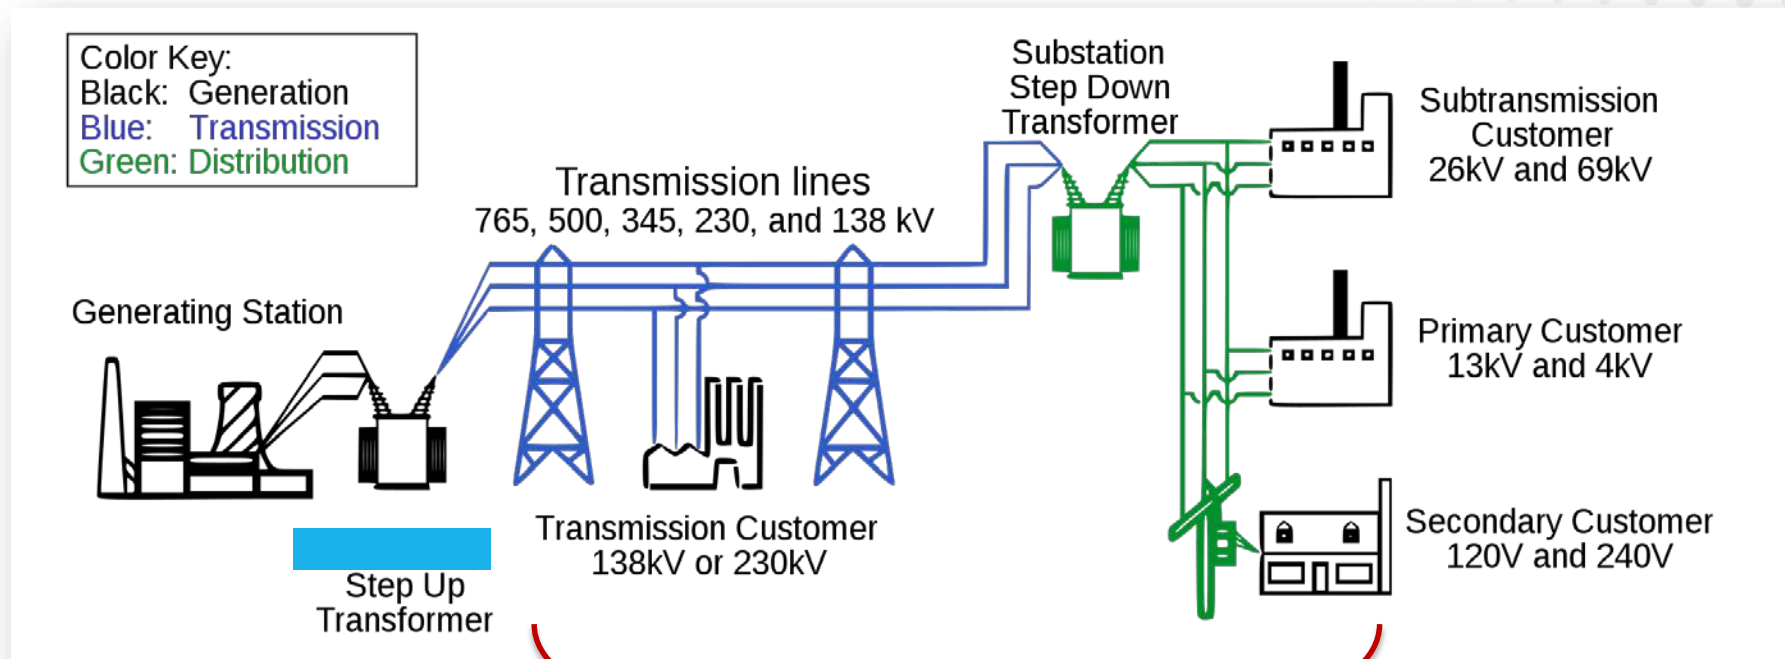 Color Key:
Black: Generation
Blue: Transmission
Green: Distribution
Substation
Step Down
Transformer
Subtransmission
Customer
26kV and 69kV
Transmission lines
765, 500, 345, 230, and 138 kV
Generating Station
Primary Customer
13kV and 4kV
Transmission Customer
138kV or 230kV
Secondary Customer
120V and 240V
Step Up
Transformer